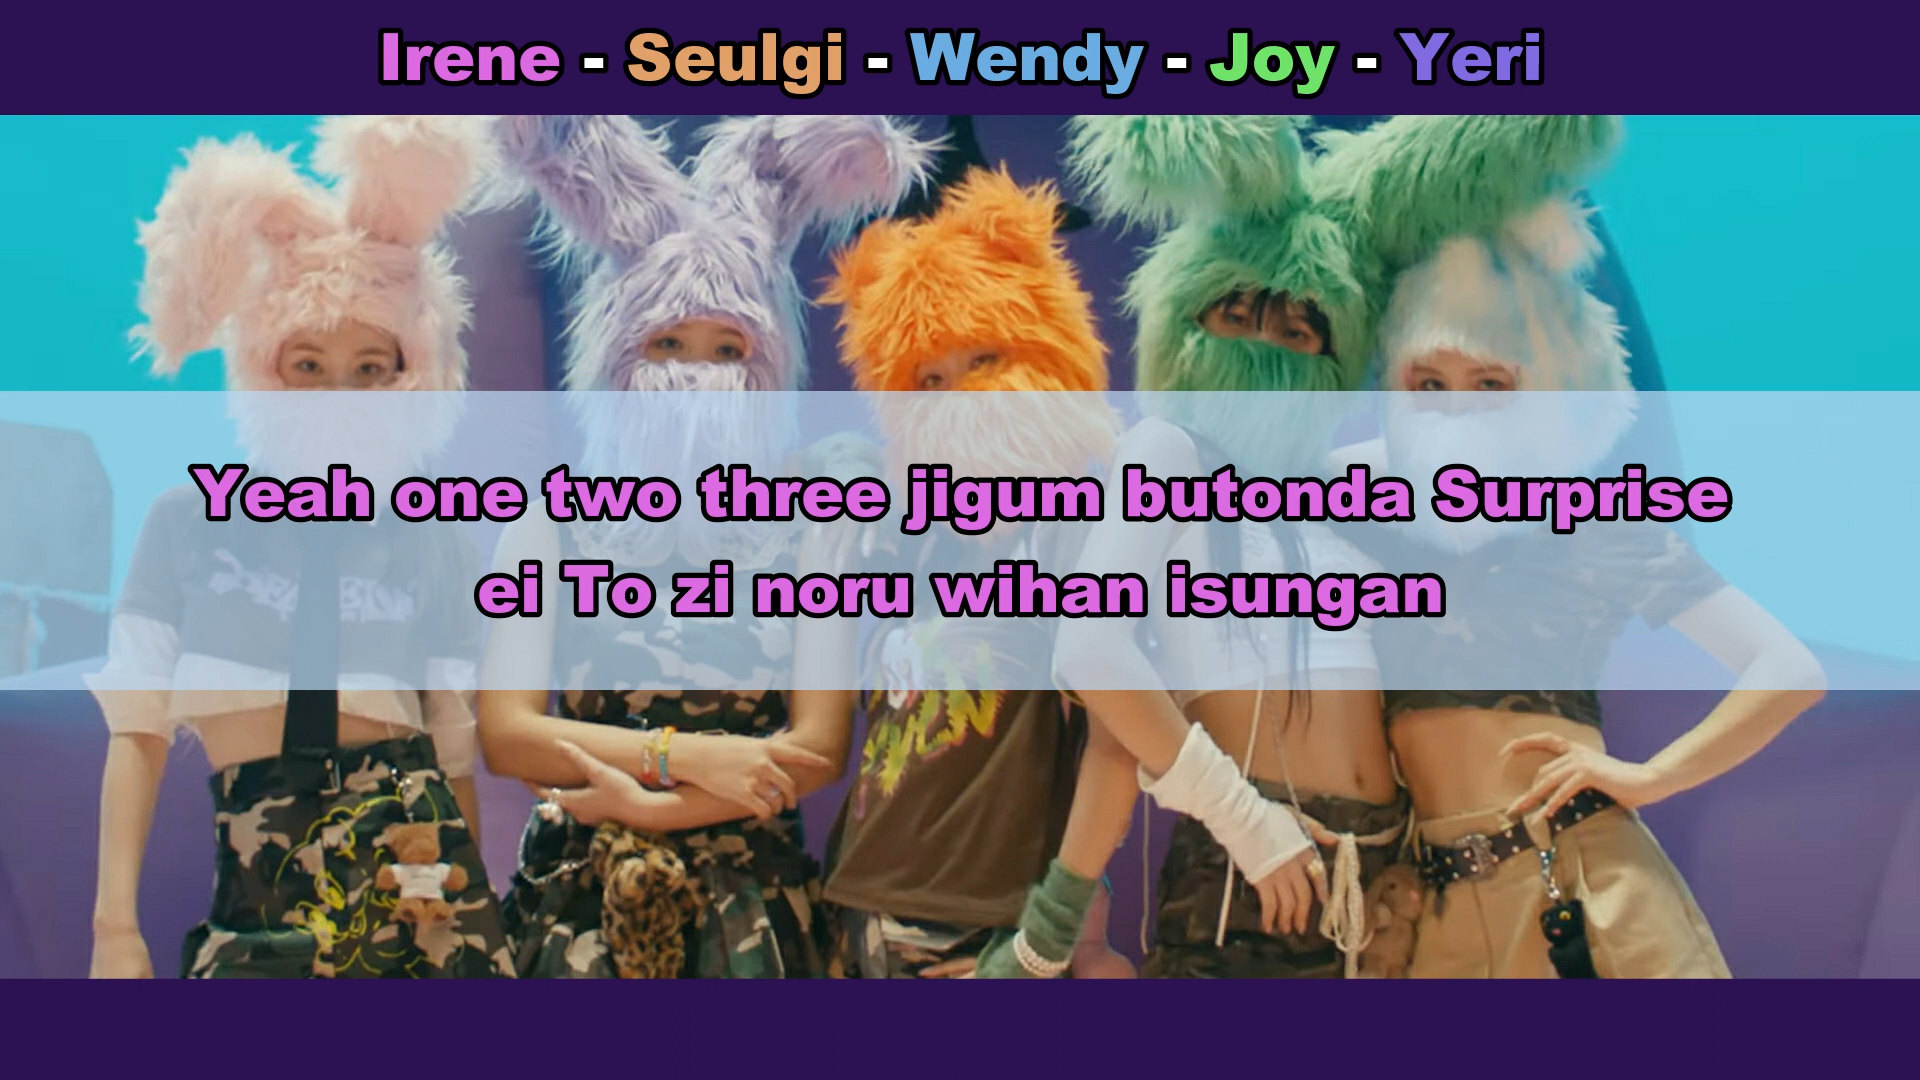 Irene - Seulgi - Wendy - Joy - Yeri
Yeah one two three jigum butonda Surprise
ei To zi noru wihan isungan